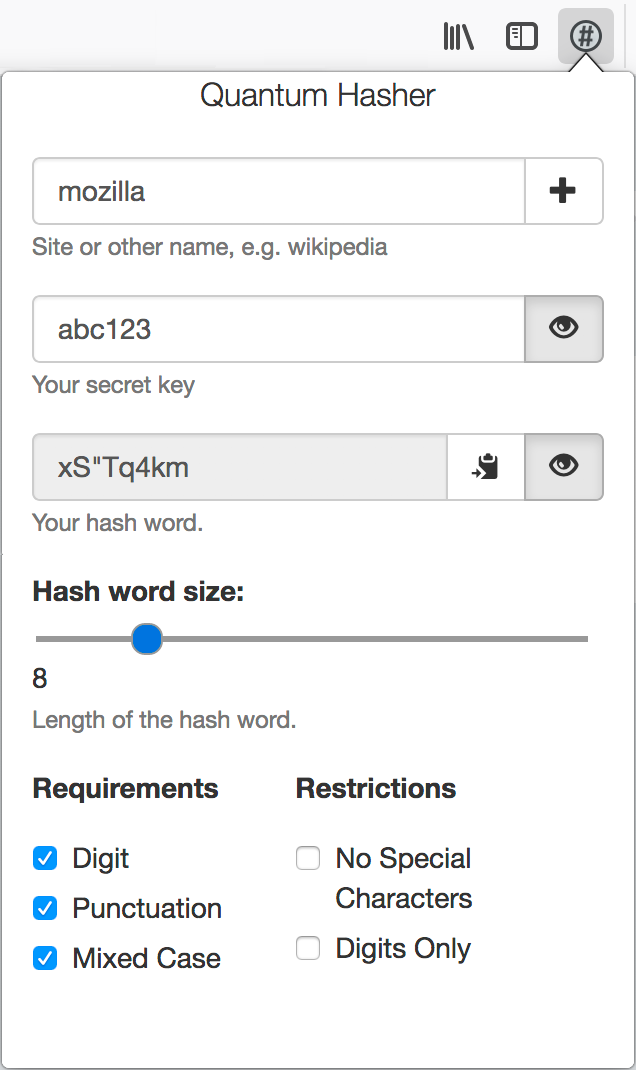 #
Quantum Hasher
mozilla
Site or other name, e.g. wikipedia
abc123
Your secret key
xS"Tq4km
Your hash word.
Hash word size:
8
Length of the hash word.
Requirements
Digit
Punctuation
Mixed Case
Restrictions
No Special
Characters
Digits Only